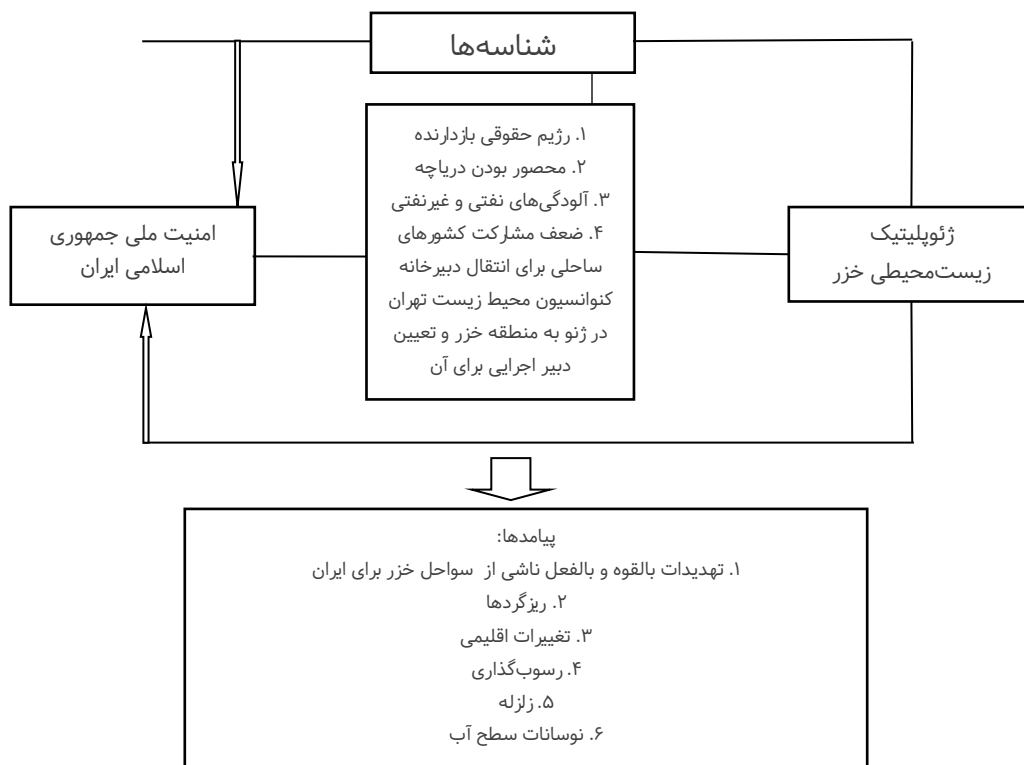 شناسه‌ها
۱. رژیم حقوقی بازدارنده
۲. محصور بودن دریاچه
۳. آلودگی‌های نفتی و غیرنفتی
۴. ضعف مشارکت کشورهای
ساحلی برای انتقال دبیرخانه
کنوانسیون محیط زیست تهران
در ژنو به منطقه خزر و تعیین
دبیر اجرایی برای آن
ژئوپلیتیک
زیست‌محیطی خزر
امنیت ملی جمهوری
اسلامی ایران
پیامدها:
۱. تهدیدات بالقوه و بالفعل ناشی از سواحل خزر برای ایران
۲. ریزگردها
۳. تغییرات اقلیمی
۴. رسوب‌گذاری
۵. زلزله
۶. نوسانات سطح آب